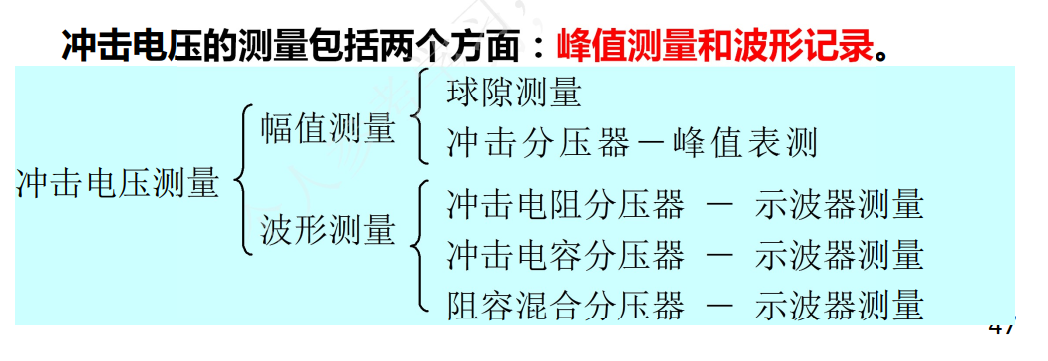 冲击电压的测量包括两个方面：峰值测量和波形记录。
球隙测量
幅值测量
冲击分压器－峰值表测
冲击电压测量
冲击电阻分压器 － 示波器测量
波形测量
冲击电容分压器 － 示波器测量
阻容混合分压器 － 示波器测量
47